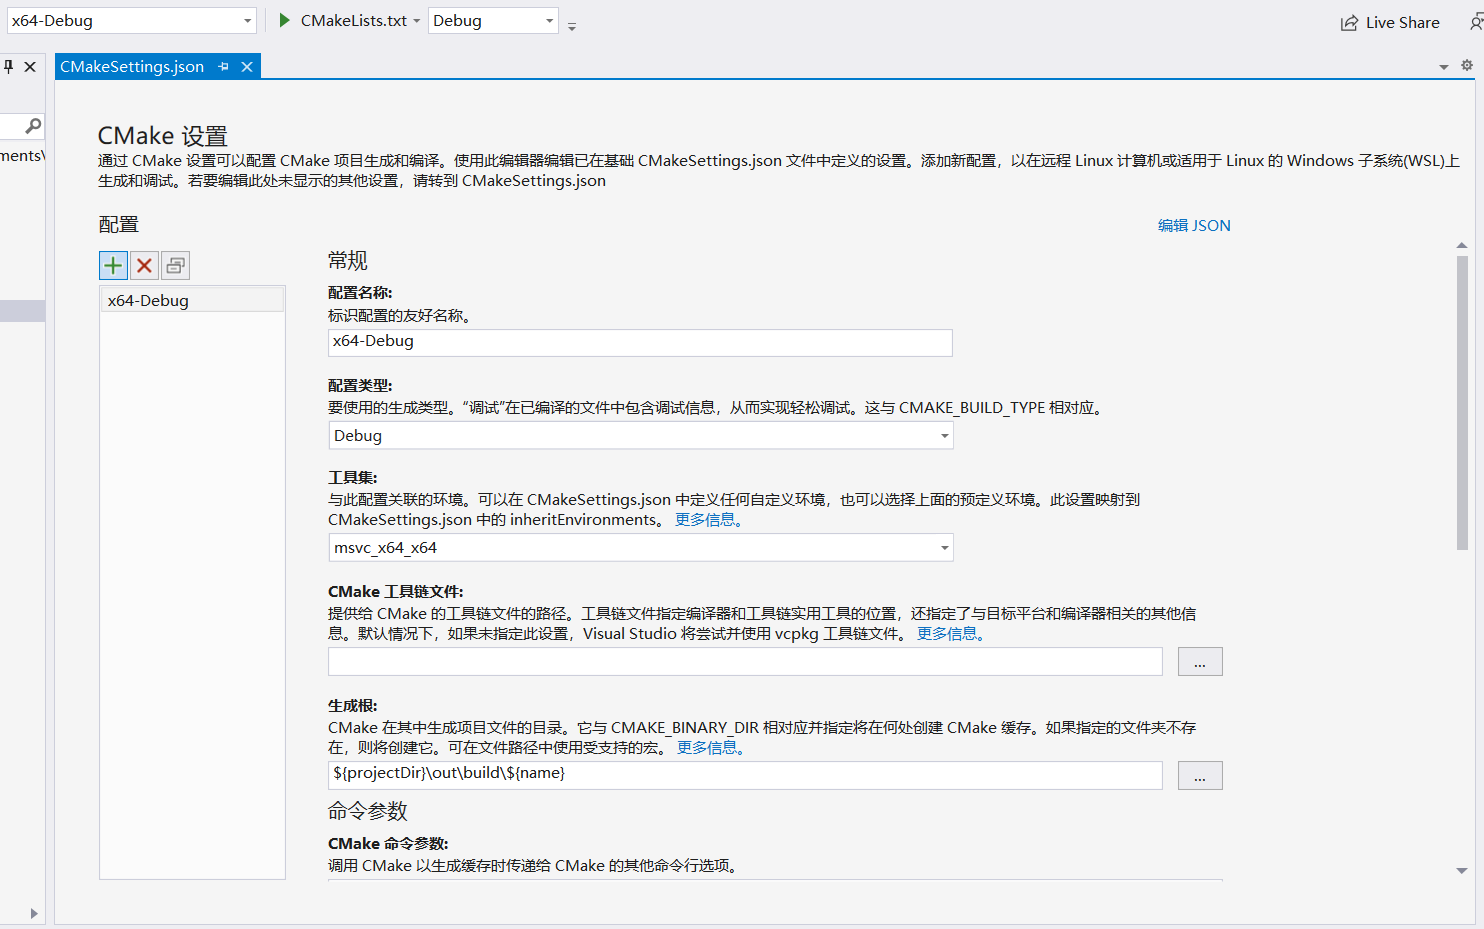 x64-Debug
CMakeLists.txt
Debug
Live Share
CMakeSettings.json
ments\
CMake 设置
通过 CMake 设置可以配置 CMake 项目生成和编译。使用此编辑器编辑已在基础 CMakeSettings.json 文件中定义的设置。添加新配置，以在远程 Linux 计算机或适用于 Linux 的 Windows 子系统(WSL)上
生成和调试。若要编辑此处未显示的其他设置，请转到 CMakeSettings.json
配置
编辑 JSON
x64-Debug
常规
配置名称:
标识配置的友好名称。
x64-Debug
配置类型:
要使用的生成类型。“调试”在已编译的文件中包含调试信息，从而实现轻松调试。这与 CMAKE_BUILD_TYPE 相对应。
Debug
工具集:
与此配置关联的环境。可以在 CMakeSettings.json 中定义任何自定义环境，也可以选择上面的预定义环境。此设置映射到
CMakeSettings.json 中的 inheritEnvironments。 更多信息。
msvc_x64_x64
CMake 工具链文件:
提供给 CMake 的工具链文件的路径。工具链文件指定编译器和工具链实用工具的位置，还指定了与目标平台和编译器相关的其他信
息。默认情况下，如果未指定此设置，Visual Studio 将尝试并使用 vcpkg 工具链文件。 更多信息。
...
生成根:
CMake 在其中生成项目文件的目录。它与 CMAKE_BINARY_DIR 相对应并指定将在何处创建 CMake 缓存。如果指定的文件夹不存
在，则将创建它。可在文件路径中使用受支持的宏。 更多信息。
${projectDir}\out\build\${name}
...
命令参数
CMake 命令参数:
调用 CMake 以生成缓存时传递给 CMake 的其他命令行选项。